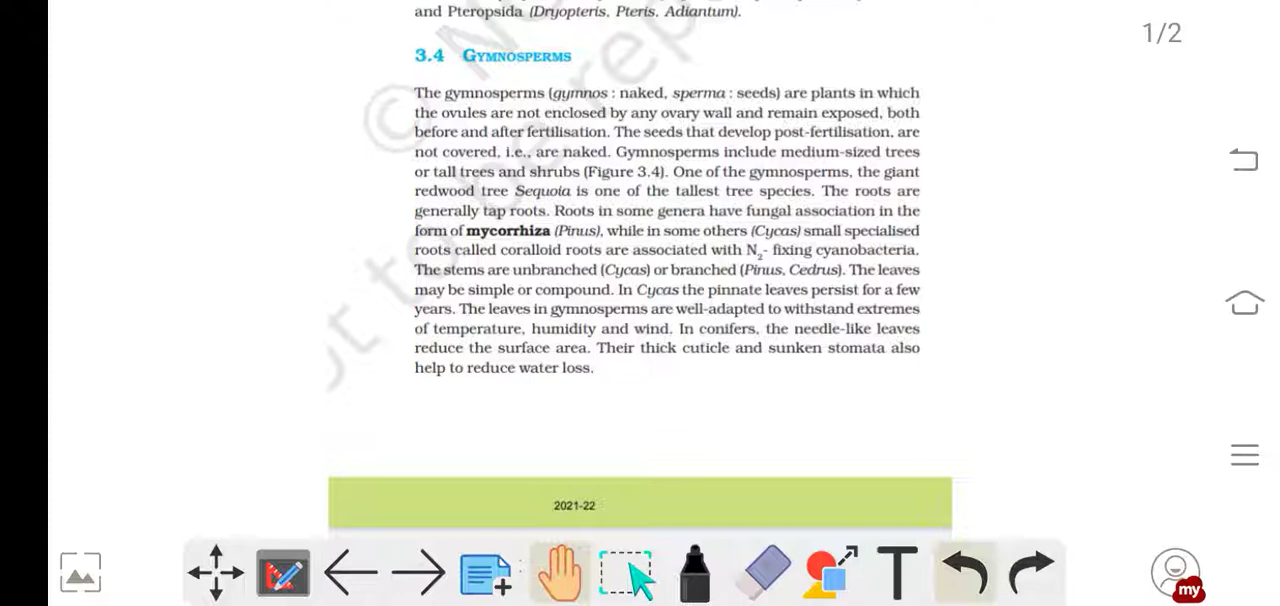 and Pteropsida (Dryopteris, Pteris, Adiantum).
1/2
3.4 GYMNOSPERMS
The gymnosperms (gymnos : naked, sperma : seeds) are plants in which
the ovules are not enclosed by any ovary wall and remain exposed, both
before and after fertilisation. The seeds that develop post-fertilisation, are
not covered, i.e., are naked. Gymnosperms include medium-sized trees
or tall trees and shrubs (Figure 3.4). One of the gymnosperms, the giant
redwood tree Sequoia is one of the tallest tree species. The roots are
generally tap roots. Roots in some genera have fungal association in the
form of mycorrhiza (Pinus), while in some others (Cycas) small specialised
roots called coralloid roots are associated with N₂- fixing cyanobacteria.
The stems are unbranched (Cycas) or branched (Pinus, Cedrus). The leaves
may be simple or compound. In Cycas the pinnate leaves persist for a few
years. The leaves in gymnosperms are well-adapted to withstand extremes
of temperature, humidity and wind. In conifers, the needle-like leaves
reduce the surface area. Their thick cuticle and sunken stomata also
help to reduce water loss.
2021-22
T
my